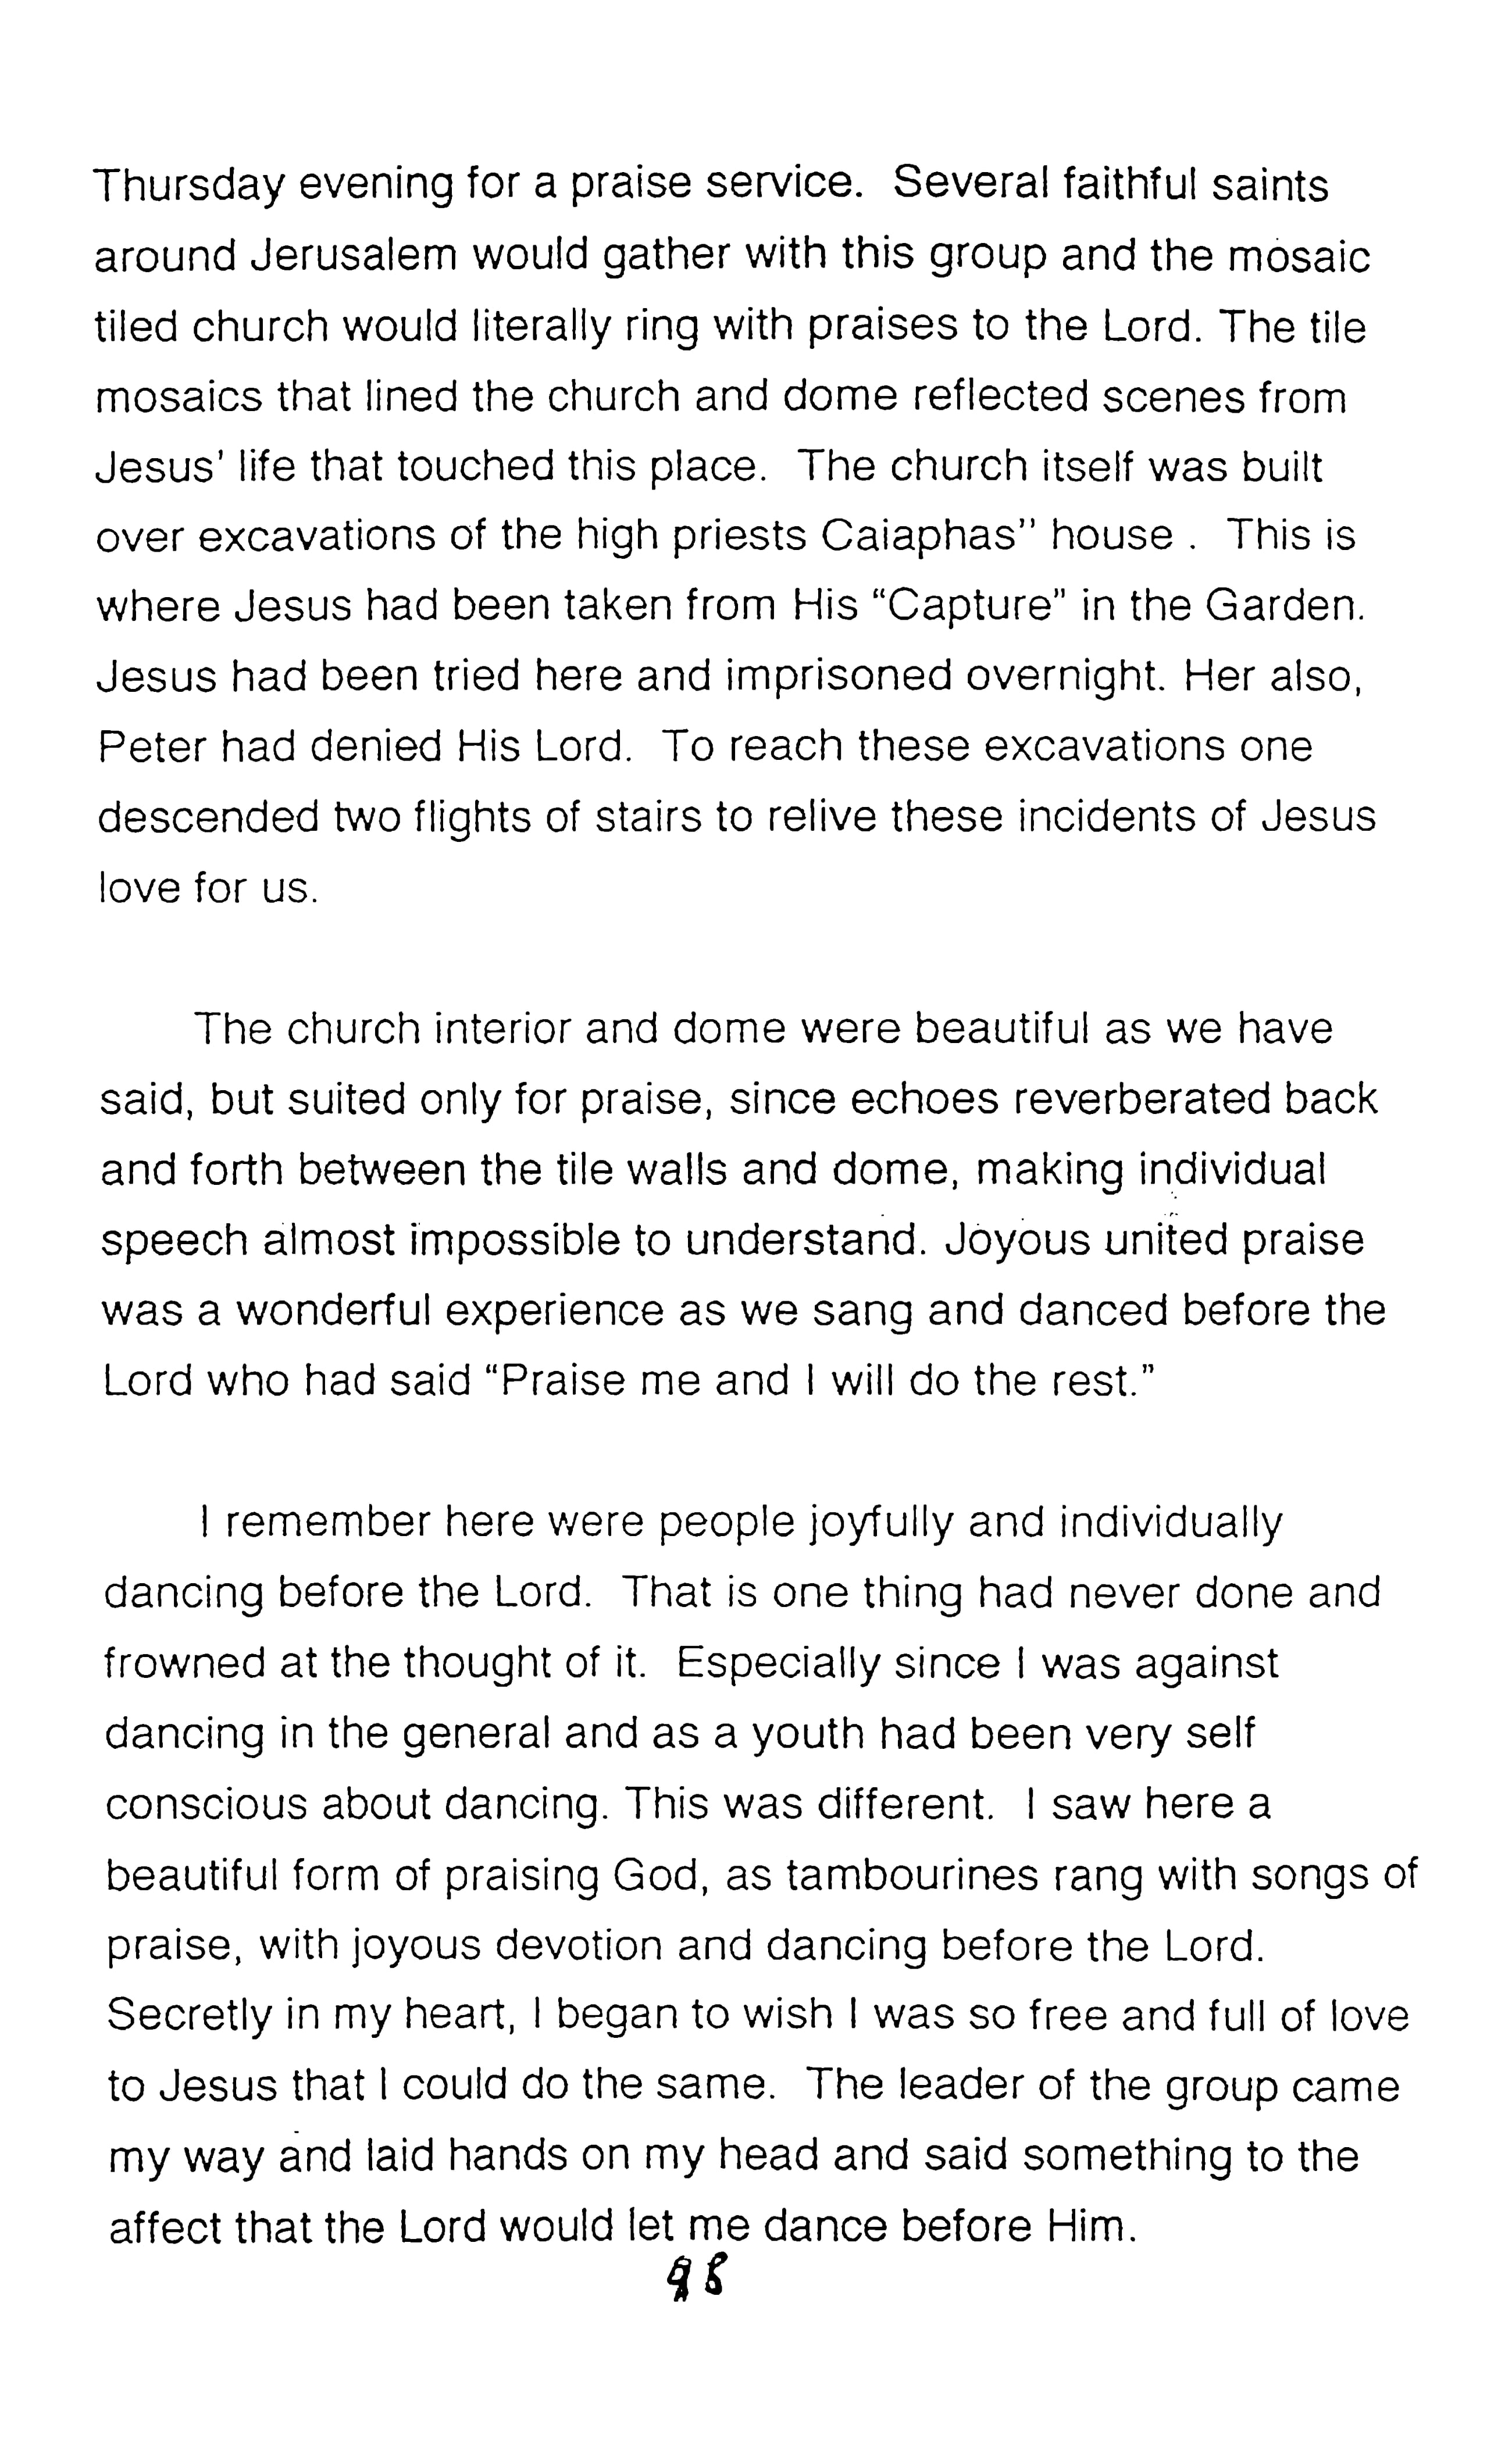 Thursday evening for a praise service.  Several faithful saints
around Jerusalem would gather with this group and the mosaic
tiled church would literally ring with praises to the Lord. The tile
mosaics that lined the church and dome reflected scenes from
Jesus' life that touched this place.  The church itself was built
over excavations of the high priests Caiaphas'' house .  This is
where Jesus had been taken from His "Capture" in the Garden.
Jesus had been tried here and imprisoned overnight. Her also,
Peter had denied His Lord.  To reach these excavations one
descended two flights of stairs to relive these incidents of Jesus
love for us.

The church interior and dome were beautiful as we have
said, but suited only for praise, since echoes reverberated back
and forth between the tile walls and dome, making individual
speech almost impossible to understand. Joyous united praise
was a wonderful experience as we sang and danced before the
Lord who had said "Praise me and I will do the rest."

I remember here were people joyfully and individually
dancing before the Lord.  That is one thing had never done and
frowned at the thought of it.  Especially since I was against
dancing in the general and as a youth had been very self
conscious about dancing. This was different.  I saw here a
beautiful form of praising God, as tambourines rang with songs of
praise, with joyous devotion and dancing before the Lord.
Secretly in my heart, I began to wish I was so free and full of love
to Jesus that I could do the same.  The leader of the group came
my way and laid hands on my head and said something to the
affect that the Lord would let me dance before Him.
98